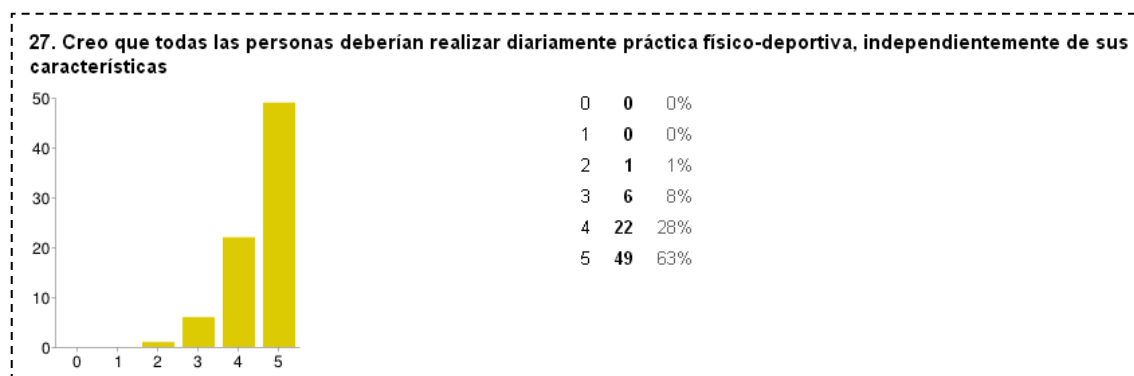 27. Creo que todas las personas deberían realizar diariamente práctica físico-deportiva, independientemente de sus
características
50
40
30
20
10
0
0 1 2 3 4 5
0 0 0%
1 0 0%
2 1 1%
3 6 8%
4 22 28%
5 49 63%